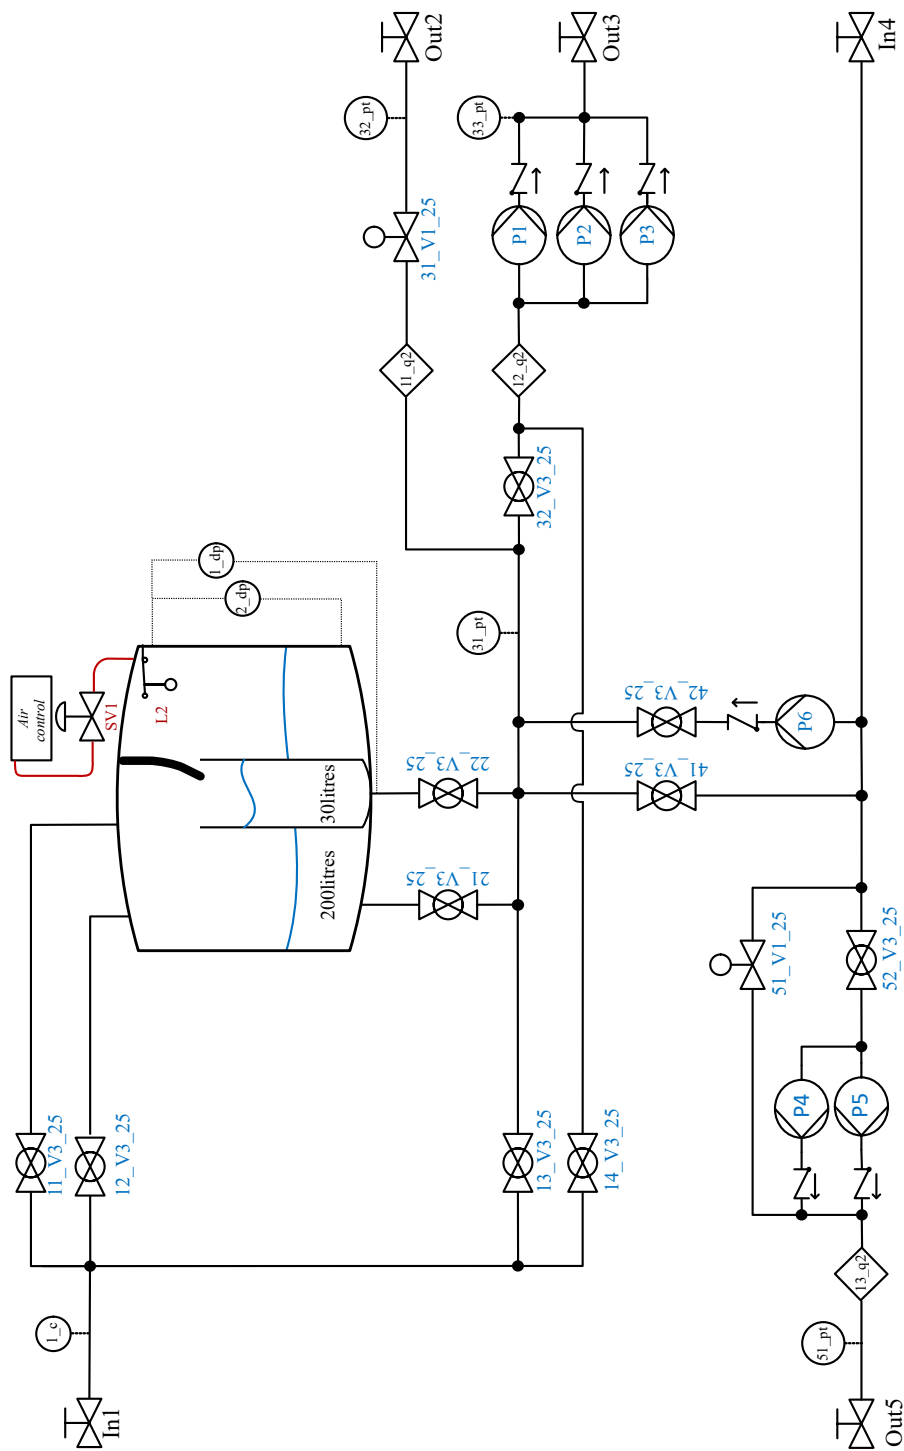 Out2
Out3
In4
32_pt
33_pt
31_V1_25
P1
P2
P3
11_q2
12_q2
32_V3_25
1_dp
2_dp
31_pt
Air
control
SV1
L2
30litres
200litres
22_V3_25
21_V3_25
42_V3_25
41_V3_25
P6
51_V1_25
52_V3_25
P4
P5
11_V3_25
12_V3_25
13_V3_25
14_V3_25
1_c
13_q2
51_pt
In1
Out5